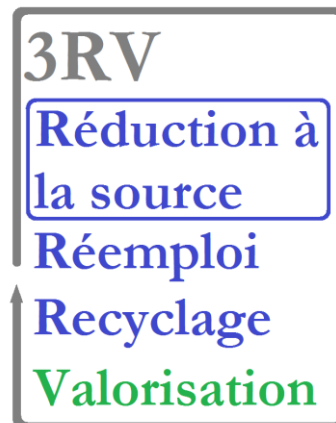 3RV
Réduction à
la source
Réemploi
Recyclage
Valorisation